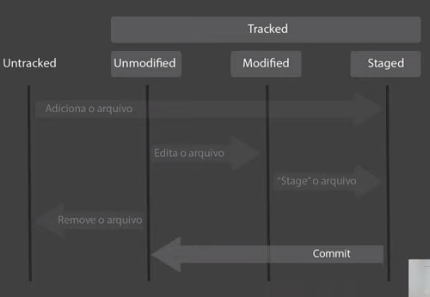 Tracked
Untracked Unmodified Modified Staged
Adiciona o arquivo
Edita o arquivo
"Stage" o arquivo
Remove o arquivo
Commit